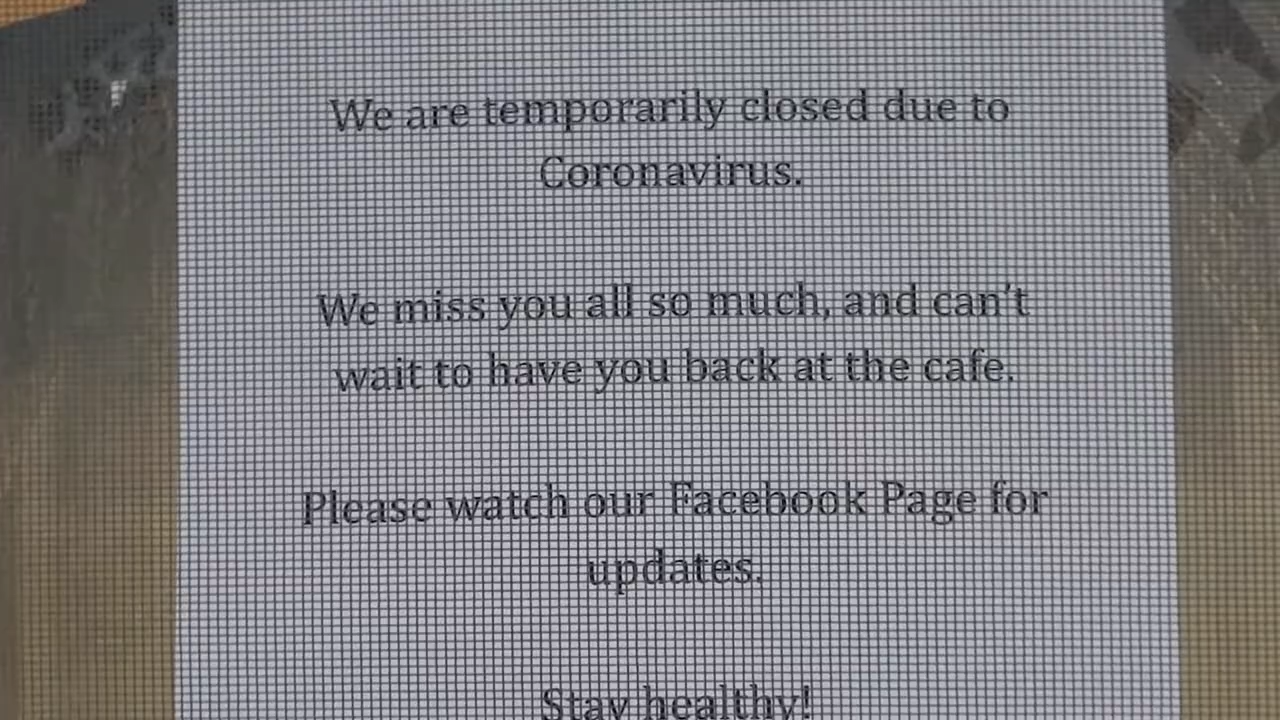 We are temporarily closed due to
Coronavirus.
We miss you all so much, and can't
wait to have you back at the cafe.
Please watch our Facebook Page for
updates.
Stay healthy!